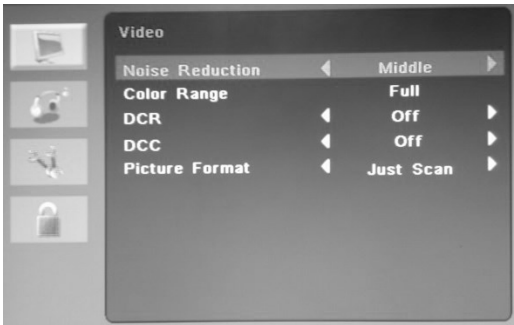 Video
Noise Reduction Middle
Color Range Full
DCR Off
DCC Off
Picture Format Just Scan